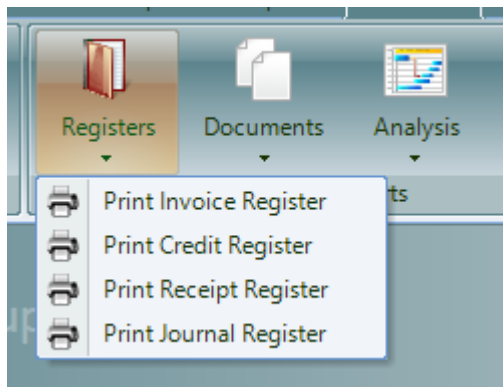 Registers Documents Analysis
Print Invoice Register
Print Credit Register
Print Receipt Register
Print Journal Register